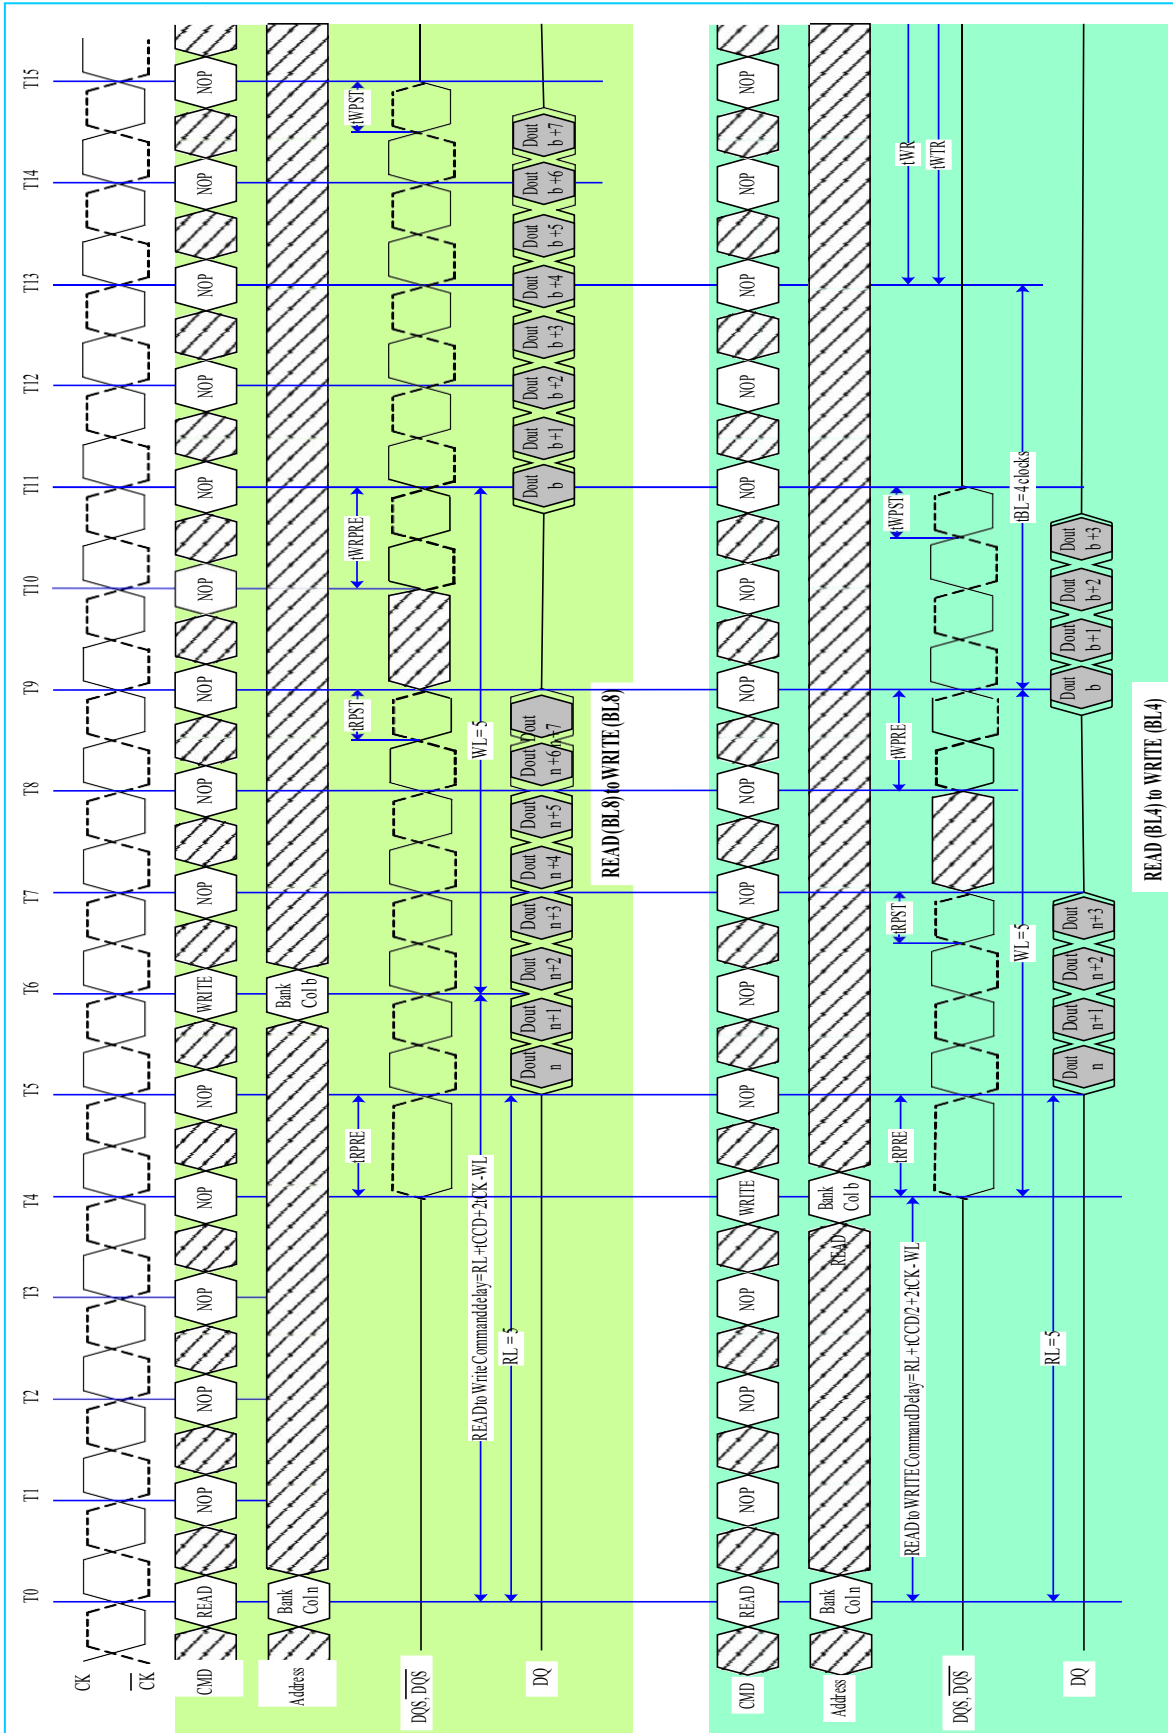 T0 T1 T2 T3 T4 T5 T6 T7 T8 T9 T10 T11 T12 T13 T14 T15
CK
CK
CMD READ NOP NOP NOP NOP NOP WRITE NOP NOP NOP NOP NOP NOP NOP NOP NOP
Address Bank Bank
Col n Col b
tRPRE tRPST tWRPRE tWPST
DQS, DQS
READ to Write Command delay = RL + tCCD + 2tCK - WL WL = 5
RL = 5
DQ Dout Dout Dout Dout Dout Dout Dout Dout Dout Dout Dout Dout Dout Dout Dout
n n+1 n+2 n+3 n+4 n+5 n+6 n+7 b b+1 b+2 b+3 b+4 b+5 b+6 b+7
READ (BL8) to WRITE (BL8)
CMD READ NOP NOP NOP WRITE NOP NOP NOP NOP NOP NOP NOP NOP NOP NOP NOP
Address Bank READ Bank
Col n Col b
tRPRE tRPST tWPRE tWPST tWR
READ to WRITE Command Delay = RL + tCCD/2 + 2tCK - WL
tWTR
DQS, DQS
WL = 5 tBL = 4 clocks
RL = 5
DQ Dout Dout Dout Dout Dout Dout Dout Dout
n n+1 n+2 n+3 b b+1 b+2 b+3
READ (BL4) to WRITE (BL4)